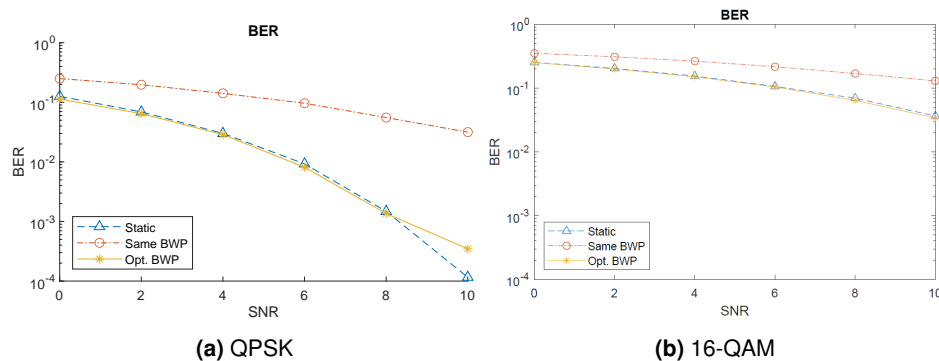 BER
10^0
10^-1
10^-2
10^-3
10^-4
BER
0 2 4 6 8 10
SNR
Static
Same BWP
Opt. BWP
(a) QPSK
BER
10^0
10^-1
10^-2
10^-3
10^-4
BER
0 2 4 6 8 10
SNR
Static
Same BWP
Opt. BWP
(b) 16-QAM